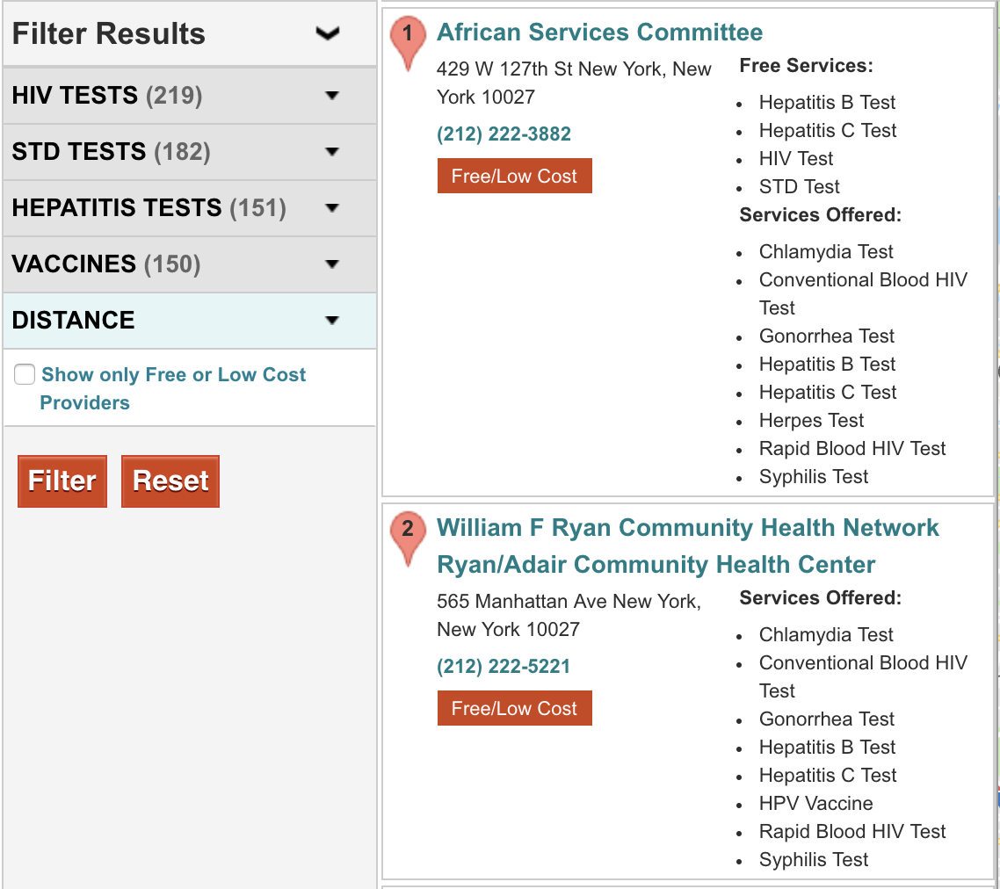 Filter Results
HIV TESTS (219)
STD TESTS (182)
HEPATITIS TESTS (151)
VACCINES (150)
DISTANCE
Show only Free or Low Cost
Providers
Filter
Reset
1
African Services Committee
429 W 127th St New York, New
York 10027
(212) 222-3882
Free/Low Cost
Free Services:
Hepatitis B Test
Hepatitis C Test
HIV Test
STD Test
Services Offered:
Chlamydia Test
Conventional Blood HIV
Test
Gonorrhea Test
Hepatitis B Test
Hepatitis C Test
Herpes Test
Rapid Blood HIV Test
Syphilis Test
2
William F Ryan Community Health Network
Ryan/Adair Community Health Center
565 Manhattan Ave New York,
New York 10027
(212) 222-5221
Free/Low Cost
Services Offered:
Chlamydia Test
Conventional Blood HIV
Test
Gonorrhea Test
Hepatitis B Test
Hepatitis C Test
HPV Vaccine
Rapid Blood HIV Test
Syphilis Test